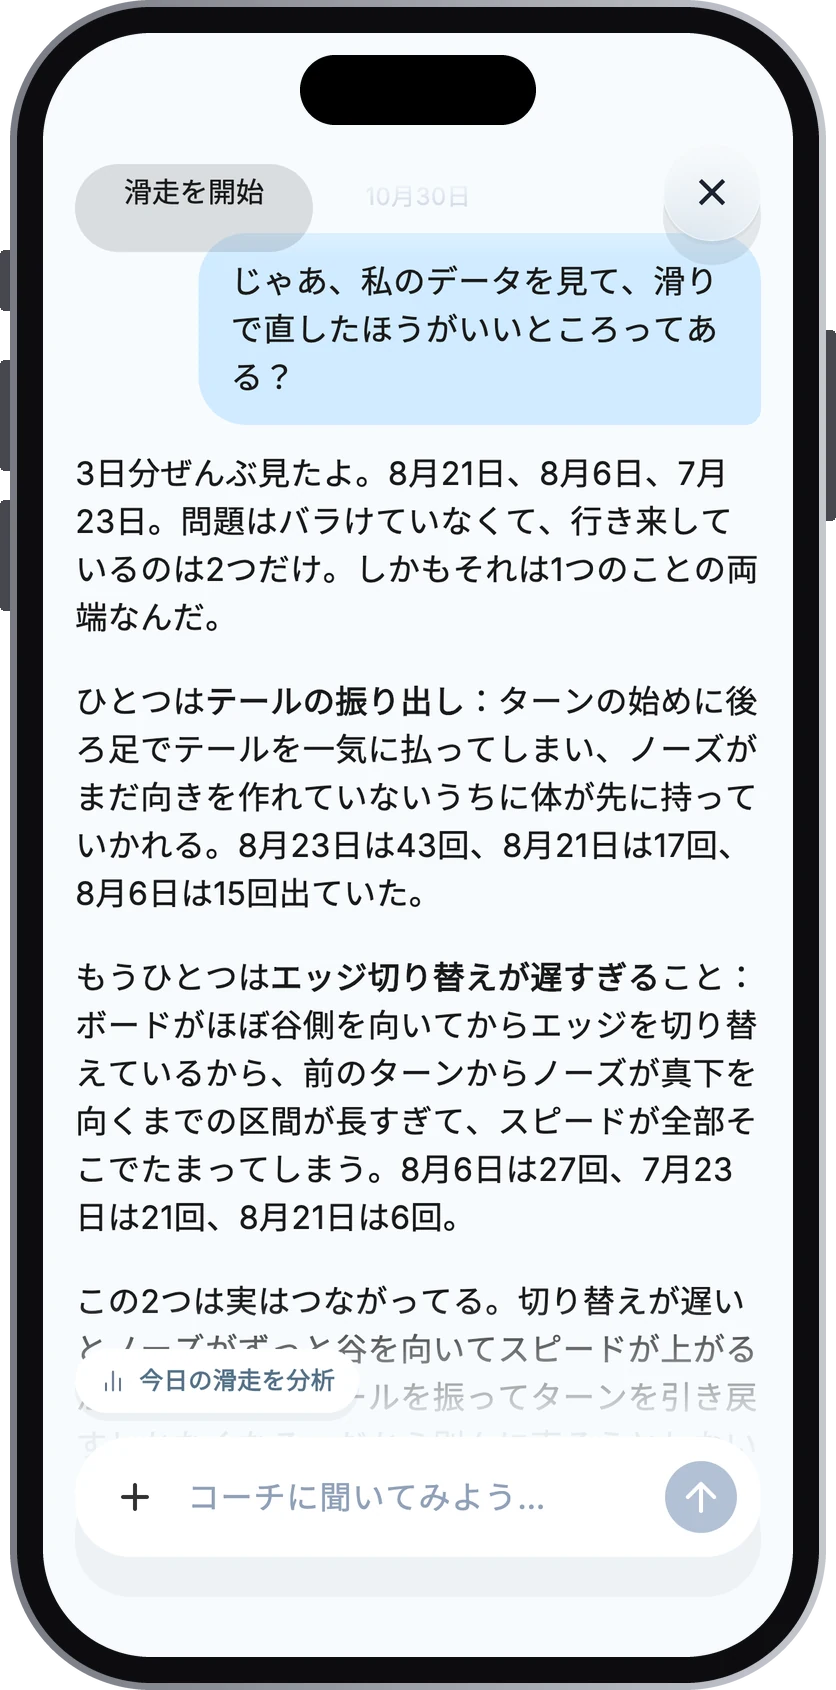 滑走を開始
10月30日
じゃあ、私のデータを見て、滑り
で直したほうがいいところってあ
る？
3日分ぜんぶ見たよ。8月21日、8月6日、7月
23日。問題はバラけていなくて、行き来して
いるのは2つだけ。しかもそれは1つのことの両
端なんだ。
ひとつはテールの振り出し：ターンの始めに後
ろ足でテールを一気に払ってしまい、ノーズが
まだ向きを作れていないうちに体が先に持って
いかれる。8月23日は43回、8月21日は17回、
8月6日は15回出ていた。
もうひとつはエッジ切り替えが遅すぎること：
ボードがほぼ谷側を向いてからエッジを切り替
えているから、前のターンからノーズが真下を
向くまでの区間が長すぎて、スピードが全部そ
こでたまってしまう。8月6日は27回、7月23
日は21回、8月21日は6回。
この2つは実はつながってる。切り替えが遅い
とノーズがずっと谷を向いてスピードが上がる
ールを振ってターンを引き戻
今日の滑走を分析
コーチに聞いてみよう...